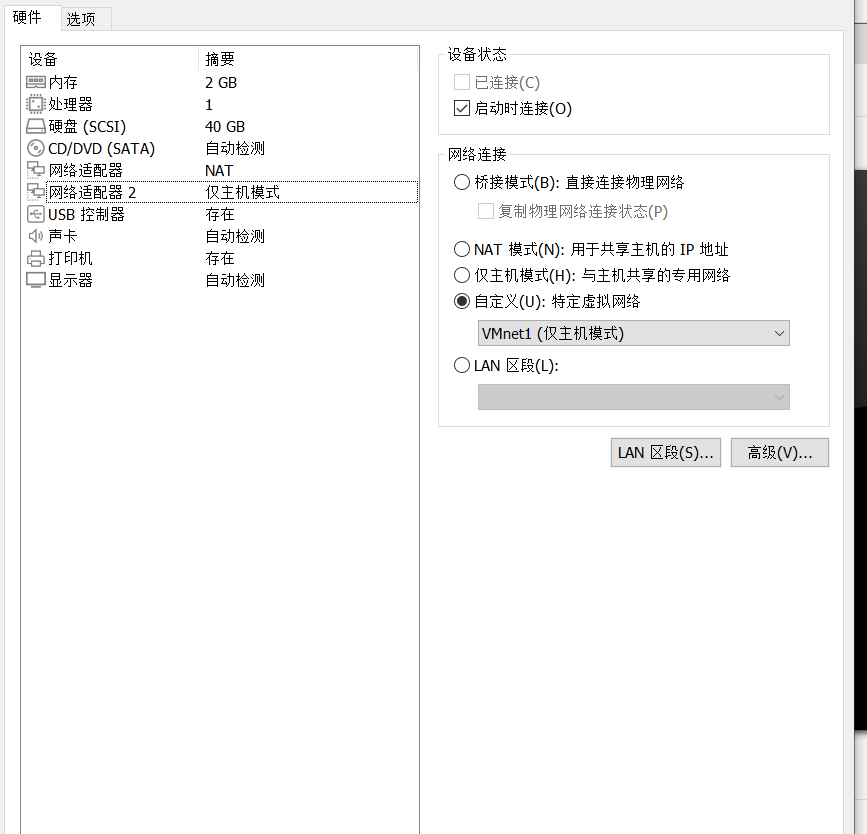 硬件 选项
设备 摘要
内存 2 GB
处理器 1
硬盘 (SCSI) 40 GB
CD/DVD (SATA) 自动检测
网络适配器 NAT
网络适配器 2 仅主机模式
USB 控制器 存在
声卡 自动检测
打印机 存在
显示器 自动检测
设备状态
已连接(C)
启动时连接(O)
网络连接
桥接模式(B): 直接连接物理网络
复制物理网络连接状态(P)
NAT 模式(N): 用于共享主机的 IP 地址
仅主机模式(H): 与主机共享的专用网络
自定义(U): 特定虚拟网络
VMnet1 (仅主机模式)
LAN 区段(L):
LAN 区段(S)... 高级(V)...